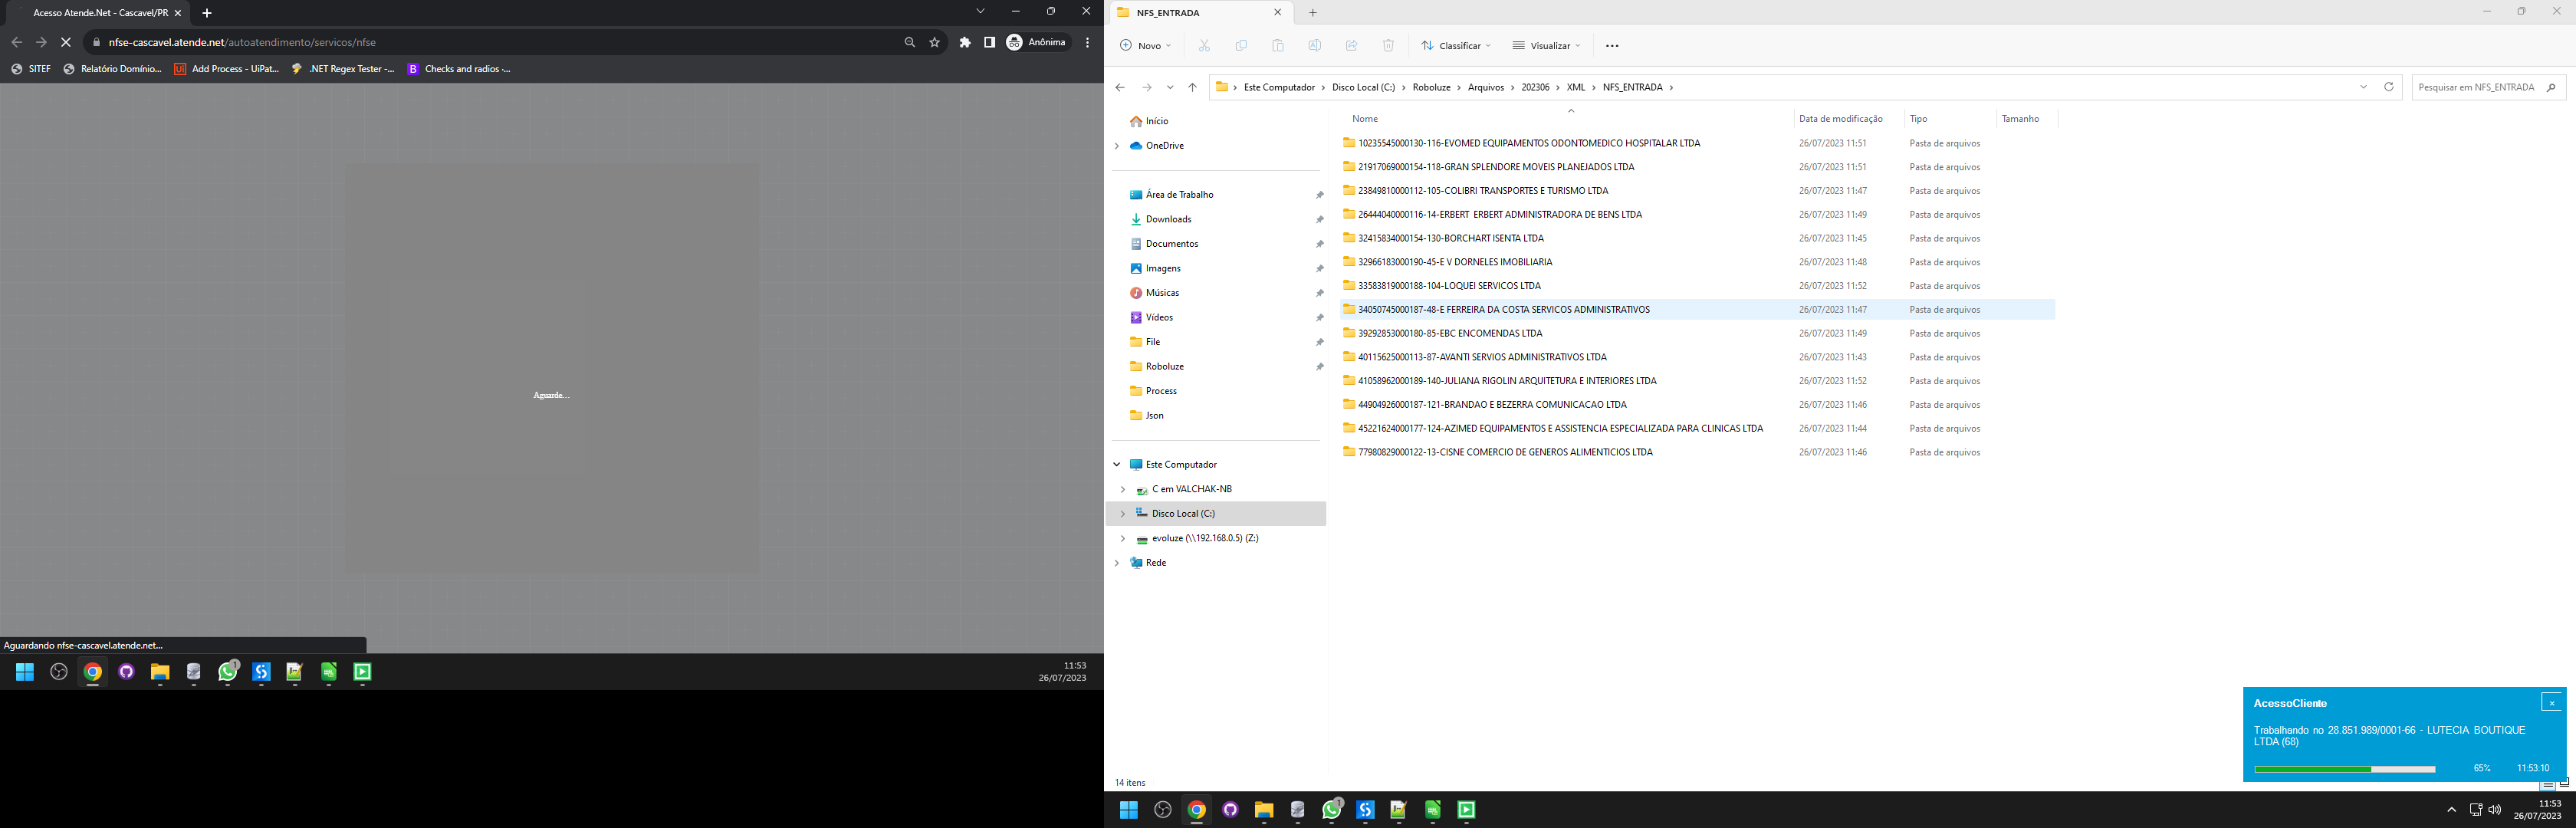 Acesso Atende.Net - Cascavel/PR
nfse-cascavel.atende.net/autoatendimento/servicos/nfse
Anônima
SITEF
Relatório Domínio...
Add Process - UiPat...
.NET Regex Tester -...
Checks and radios -...
Aguarde...
Aguardando nfse-cascavel.atende.net...
1
11:53
26/07/2023
NFS_ENTRADA
Novo
Classificar
Visualizar
Este Computador > Disco Local (C:) > Roboluze > Arquivos > 202306 > XML > NFS_ENTRADA >
Pesquisar em NFS_ENTRADA
Início
OneDrive
Área de Trabalho
Downloads
Documentos
Imagens
Músicas
Vídeos
File
Roboluze
Process
Json
Este Computador
C em VALCHAK-NB
Disco Local (C:)
evoluze (\\192.168.0.5) (Z:)
Rede
Nome Data de modificação Tipo Tamanho
10235545000130-116-EVOMED EQUIPAMENTOS ODONTOMEDICO HOSPITALAR LTDA 26/07/2023 11:51 Pasta de arquivos
21917069000154-118-GRAN SPLENDORE MOVEIS PLANEJADOS LTDA 26/07/2023 11:51 Pasta de arquivos
23849810000112-105-COLIBRI TRANSPORTES E TURISMO LTDA 26/07/2023 11:47 Pasta de arquivos
26444040000116-14-ERBERT  ERBERT ADMINISTRADORA DE BENS LTDA 26/07/2023 11:49 Pasta de arquivos
32415834000154-130-BORCHART ISENTA LTDA 26/07/2023 11:45 Pasta de arquivos
32966183000190-45-E V DORNELES IMOBILIARIA 26/07/2023 11:48 Pasta de arquivos
33583819000188-104-LOQUEI SERVICOS LTDA 26/07/2023 11:52 Pasta de arquivos
34050745000187-48-E FERREIRA DA COSTA SERVICOS ADMINISTRATIVOS 26/07/2023 11:47 Pasta de arquivos
39292853000180-85-EBC ENCOMENDAS LTDA 26/07/2023 11:49 Pasta de arquivos
40115625000113-87-AVANTI SERVIOS ADMINISTRATIVOS LTDA 26/07/2023 11:43 Pasta de arquivos
41058962000189-140-JULIANA RIGOLIN ARQUITETURA E INTERIORES LTDA 26/07/2023 11:52 Pasta de arquivos
44904926000187-121-BRANDAO E BEZERRA COMUNICACAO LTDA 26/07/2023 11:46 Pasta de arquivos
45221624000177-124-AZIMED EQUIPAMENTOS E ASSISTENCIA ESPECIALIZADA PARA CLINICAS LTDA 26/07/2023 11:44 Pasta de arquivos
77980829000122-13-CISNE COMERCIO DE GENEROS ALIMENTICIOS LTDA 26/07/2023 11:46 Pasta de arquivos
14 itens
AcessoCliente
Trabalhando no 28.851.989/0001-66 - LUTECIA BOUTIQUE
LTDA (68)
65% 11:53:10
1
11:53
26/07/2023